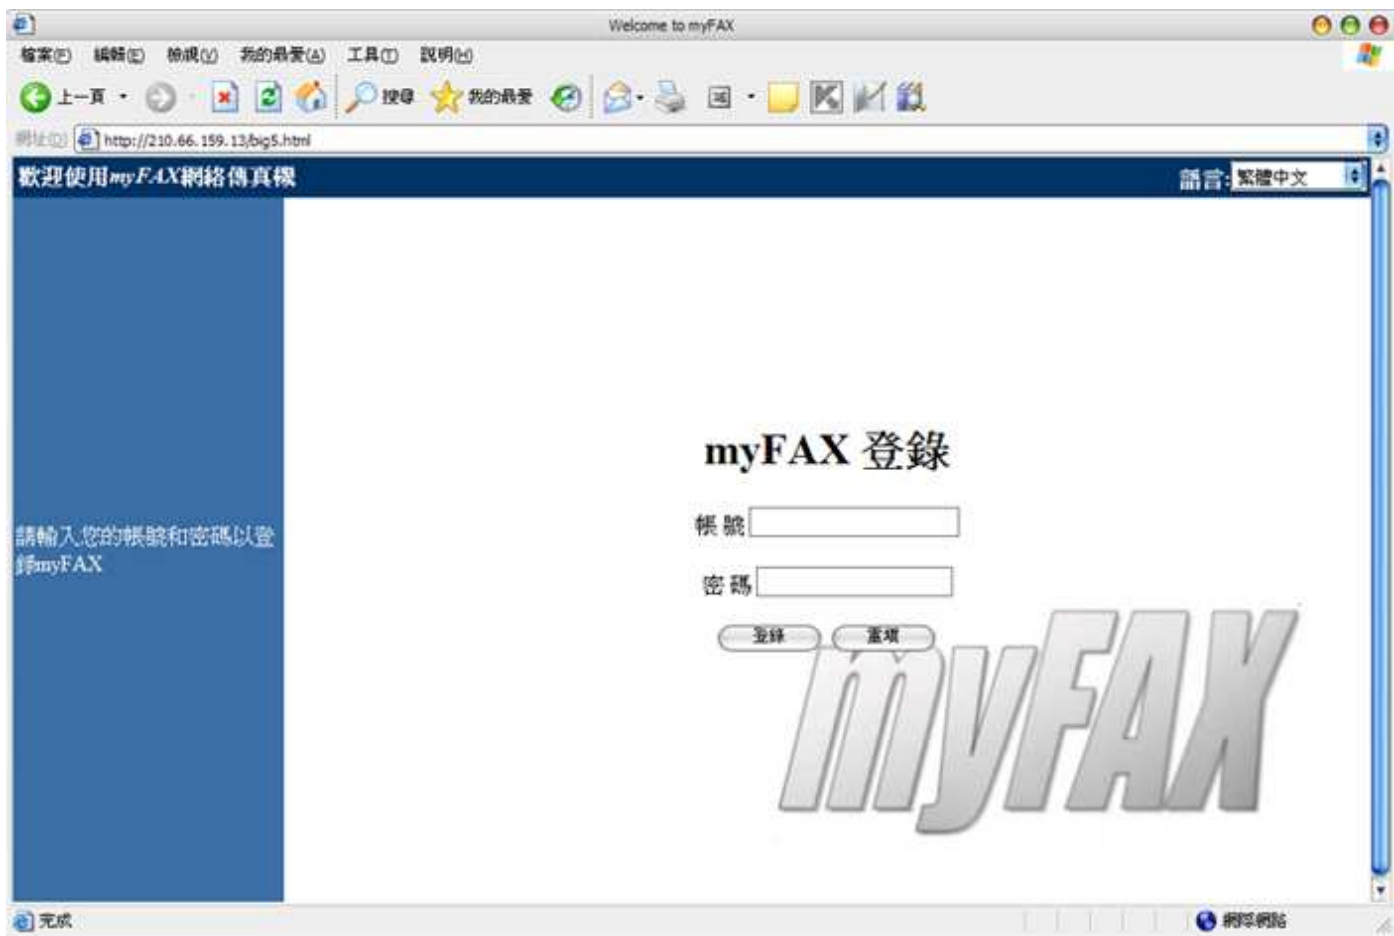 Welcome to myFAX
檔案(F) 編輯(E) 檢視(V) 我的最愛(A) 工具(T) 說明(H)
上一頁 搜尋 我的最愛
網址(D) http://210.66.159.13/big5.html
歡迎使用myFAX網絡傳真機 語言: 繁體中文
myFAX 登錄
帳號
請輸入您的帳號和密碼以登
錄myFAX
密碼
登錄 重填
myFAX
完成 網際網路